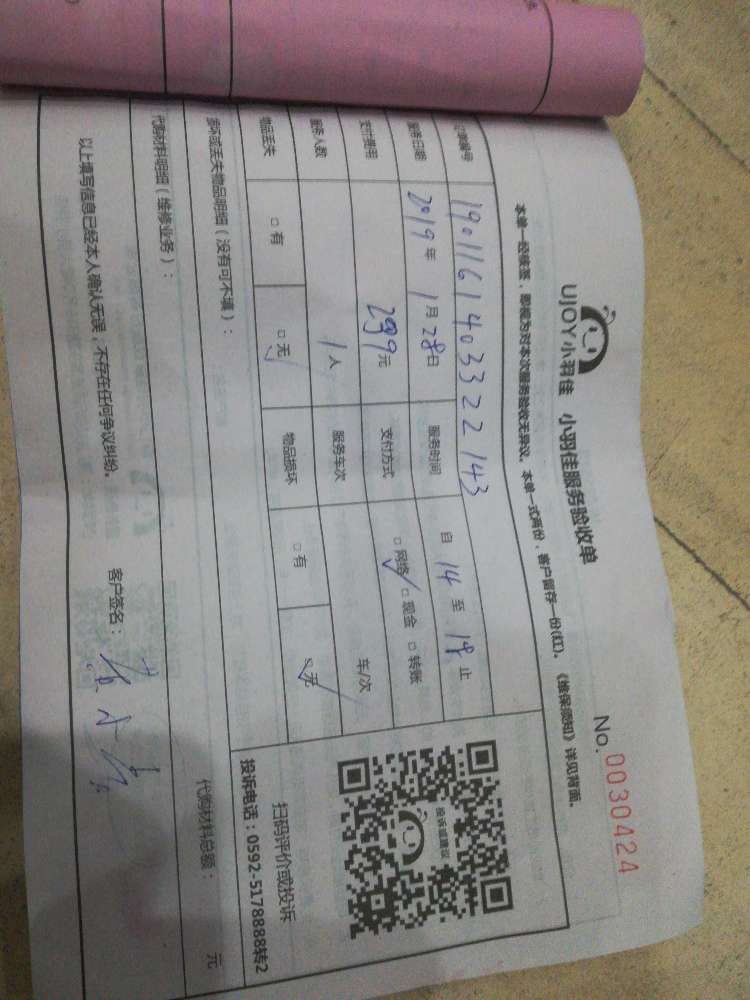 UJOY小羽佳 小羽佳服务验收单
No. 0030424
本单一经核签，即视为对本次服务验收无异议。本单一式两份，客户留存一份(红)。《维保须知》详见背面。
订单编号 1901161403322143
服务日期 2019年1月28日 服务时间 自 14 至 18 止
支付费用 299元 支付方式 □网络 ✓ □现金 □转账
服务人数 1人 服务车次 车/次
物品丢失 □有 □无 ✓ 物品损坏 □有 □无 ✓
投诉或建议
扫码评价或投诉
投诉电话：0592-5178888转2
损坏或丢失物品明细（没有可不填）：
代购材料明细（维修业务）： 代购材料总额： 元
以上填写信息已经本人确认无误，不存在任何争议纠纷。 客户签名：